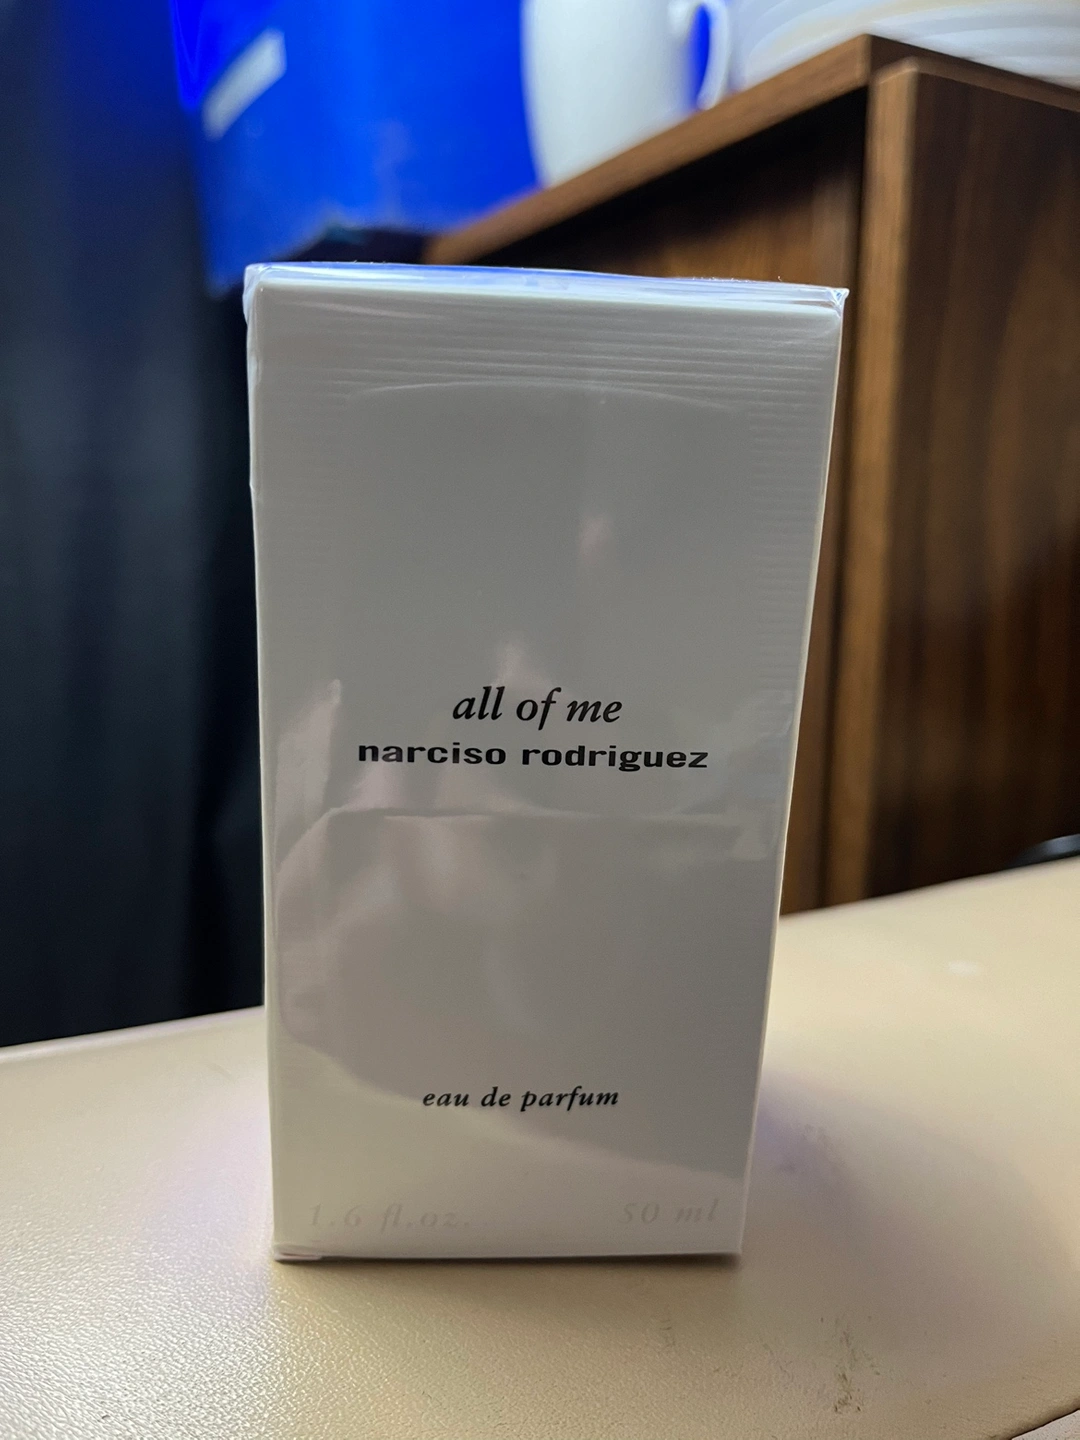 all of me
narciso rodriguez
eau de parfum
1.6 fl.oz. 50 ml